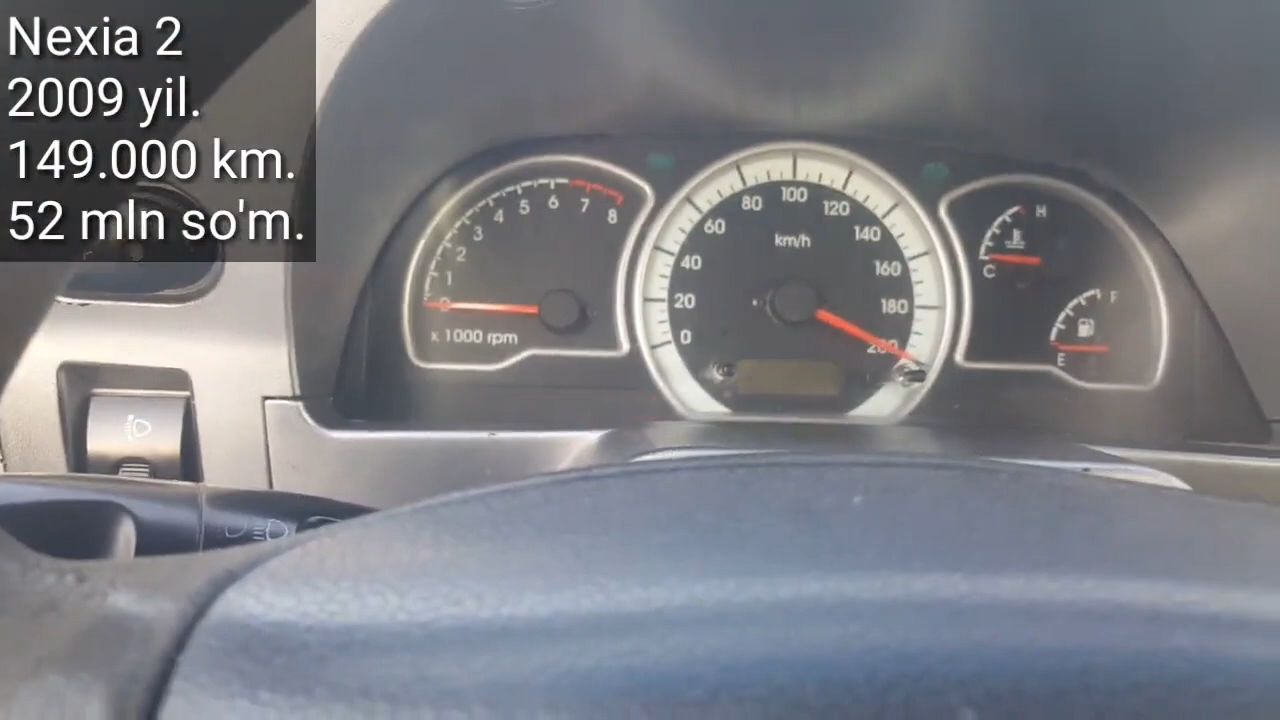 Nexia 2
2009 yil.
149.000 km.
52 mln so'm.
0 1 2 3 4 5 6 7 8
x 1000 rpm
0 20 40 60 80 100 120 140 160 180 200
km/h
H
C
F
E